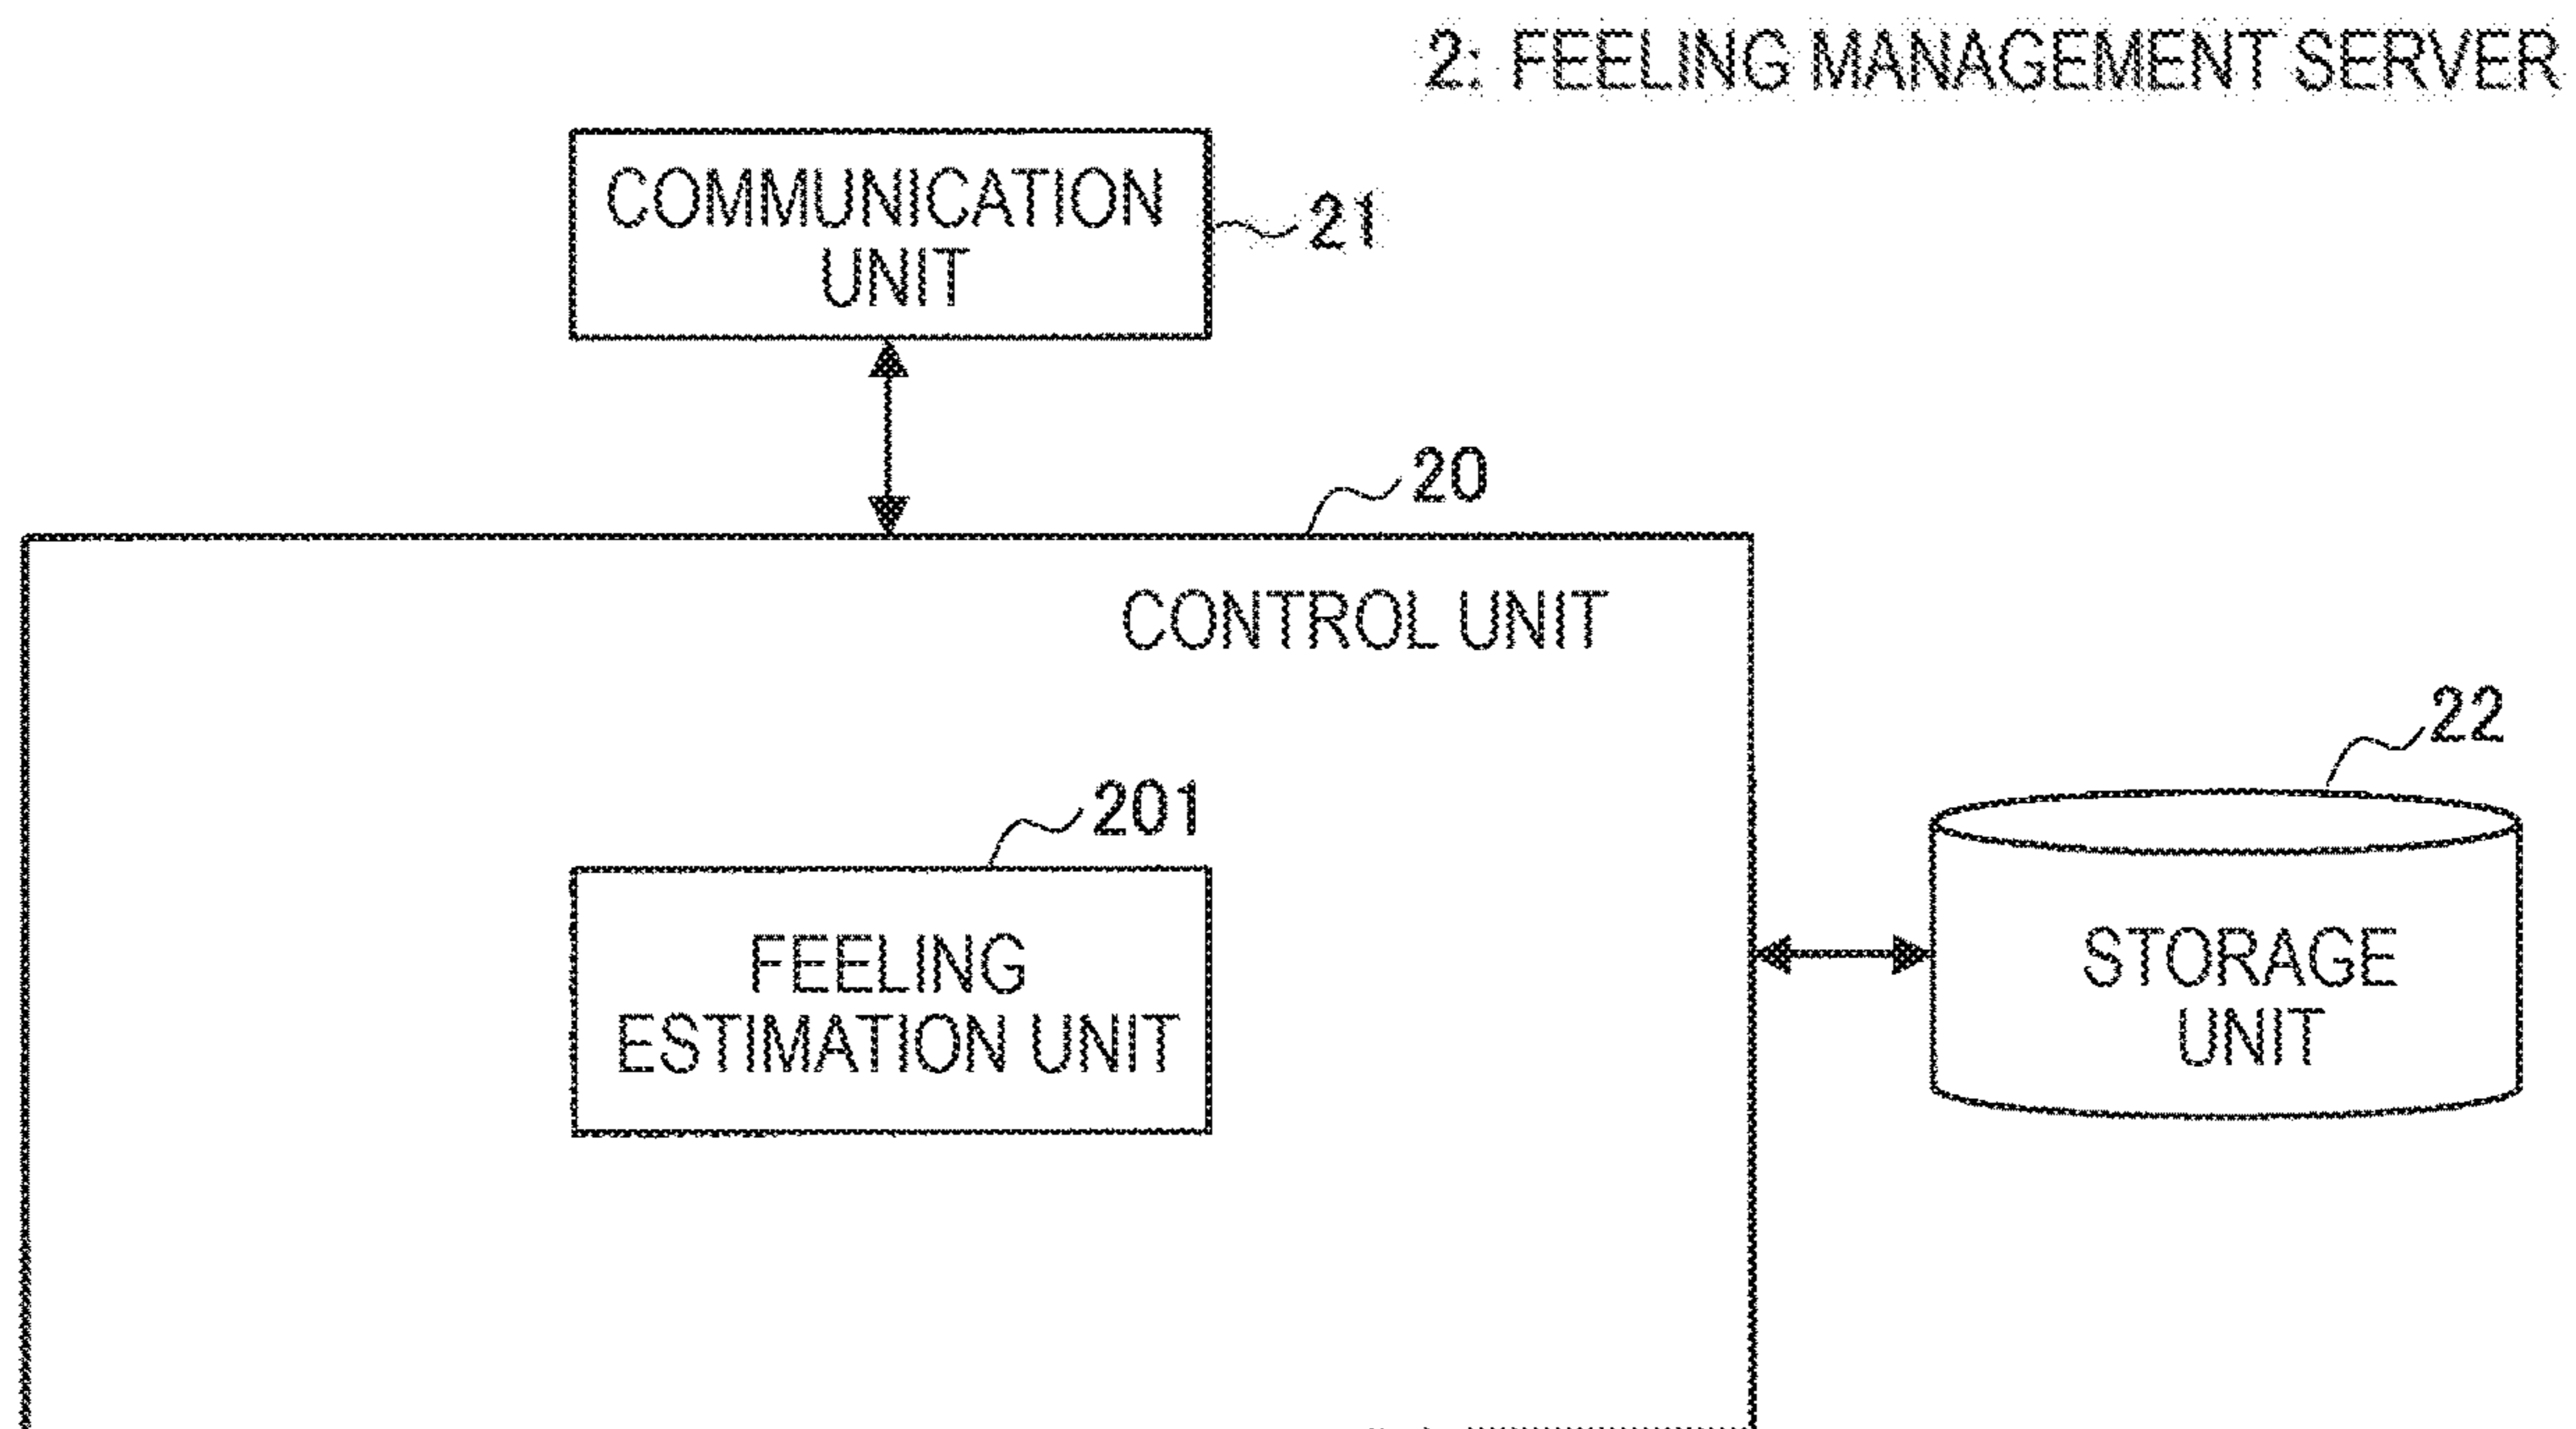 2: FEELING MANAGEMENT SERVER
COMMUNICATION
UNIT
21
20
CONTROL UNIT
22
201
FEELING
ESTIMATION UNIT
STORAGE
UNIT